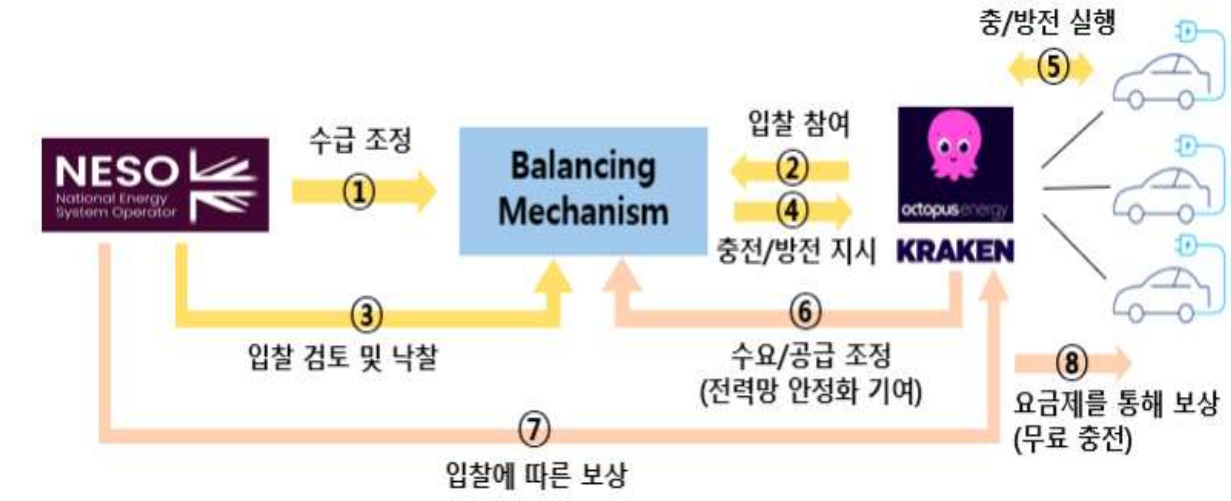 충/방전 실행
⑤
입찰 참여
수급 조정
NESO
National Energy
System Operator
①
Balancing
Mechanism
②
④
충전/방전 지시
octopusenergy
KRAKEN
③
입찰 검토 및 낙찰
⑥
수요/공급 조정
(전력망 안정화 기여)
⑧
요금제를 통해 보상
(무료 충전)
⑦
입찰에 따른 보상